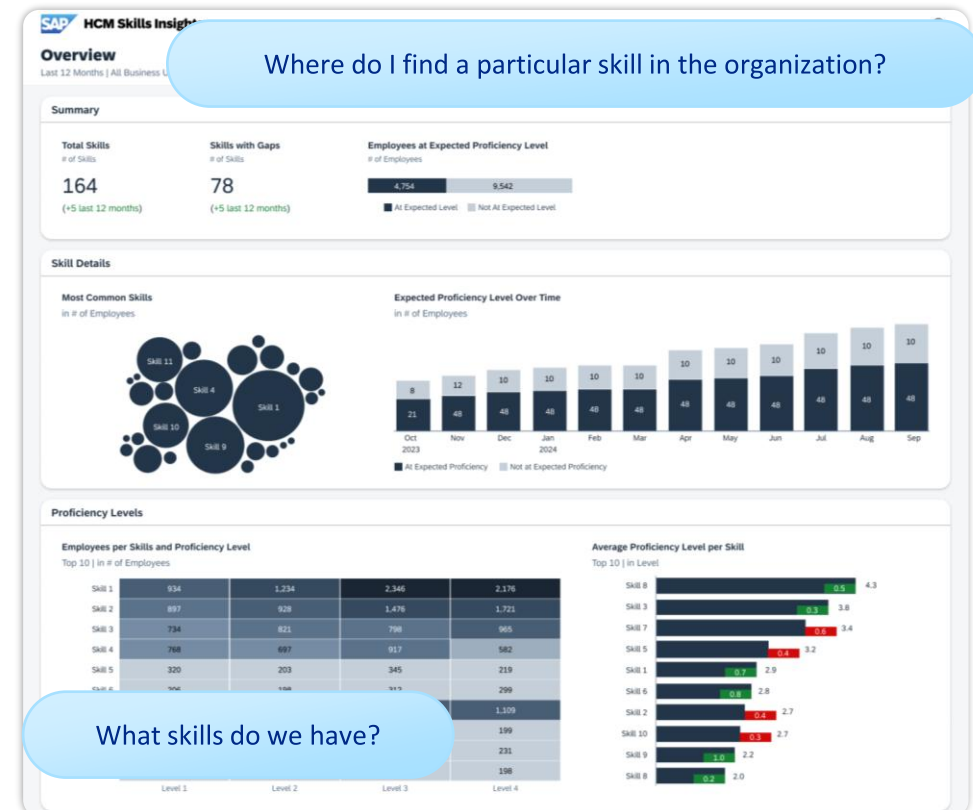 SAP HCM Skills Insight
Overview
Last 12 Months | All Business U
Where do I find a particular skill in the organization?
Summary
Total Skills
# of Skills
164
(+5 last 12 months)
Skills with Gaps
# of Skills
78
(+5 last 12 months)
Employees at Expected Proficiency Level
# of Employees
4,754 9,542
At Expected Level Not At Expected Level
Skill Details
Most Common Skills
in # of Employees
Skill 11
Skill 4
Skill 1
Skill 10
Skill 9
Expected Proficiency Level Over Time
in # of Employees
8 12 10 10 10 10 10 10 10 10 10 10
21 48 48 48 48 48 48 48 48 48 48 48
Oct Nov Dec Jan Feb Mar Apr May Jun Jul Aug Sep
2023 2024
At Expected Proficiency Not at Expected Proficiency
Proficiency Levels
Employees per Skills and Proficiency Level
Top 10 | in # of Employees
Skill 1 934 1,234 2,346 2,176
Skill 2 897 928 1,476 1,721
Skill 3 734 821 798 965
Skill 4 768 697 917 582
Skill 5 320 203 345 219
299
1,109
199
231
198
Level 1 Level 2 Level 3 Level 4
What skills do we have?
Average Proficiency Level per Skill
Top 10 | in Level
Skill 8 0.5 4.3
Skill 3 0.3 3.8
Skill 7 0.6 3.4
Skill 5 0.4 3.2
Skill 1 0.7 2.9
Skill 6 0.8 2.8
Skill 2 0.4 2.7
Skill 10 0.3 2.7
Skill 9 1.0 2.2
Skill 8 0.2 2.0